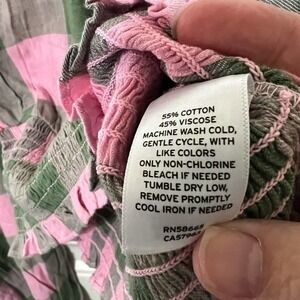 55% COTTON
45% VISCOSE
MACHINE WASH COLD,
GENTLE CYCLE, WITH
LIKE COLORS
ONLY NON-CHLORINE
BLEACH IF NEEDED
TUMBLE DRY LOW,
REMOVE PROMPTLY
COOL IRON IF NEEDED
RN58665